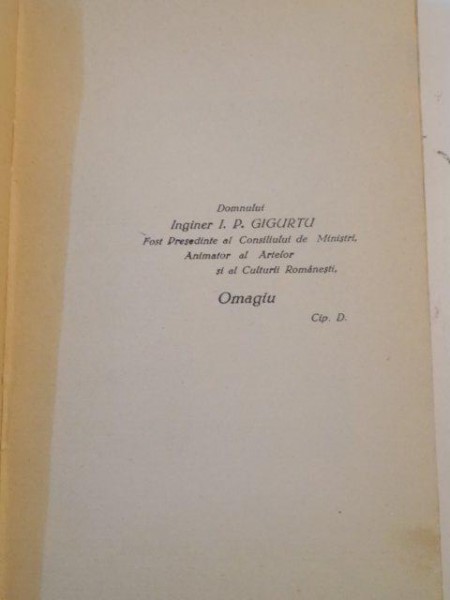 Domnului
Inginer I. P. GIGURTU
Fost Președinte al Consiliului de Miniștri,
Animator al Artelor
și al Culturii Românești,
Omagiu
Cip. D.